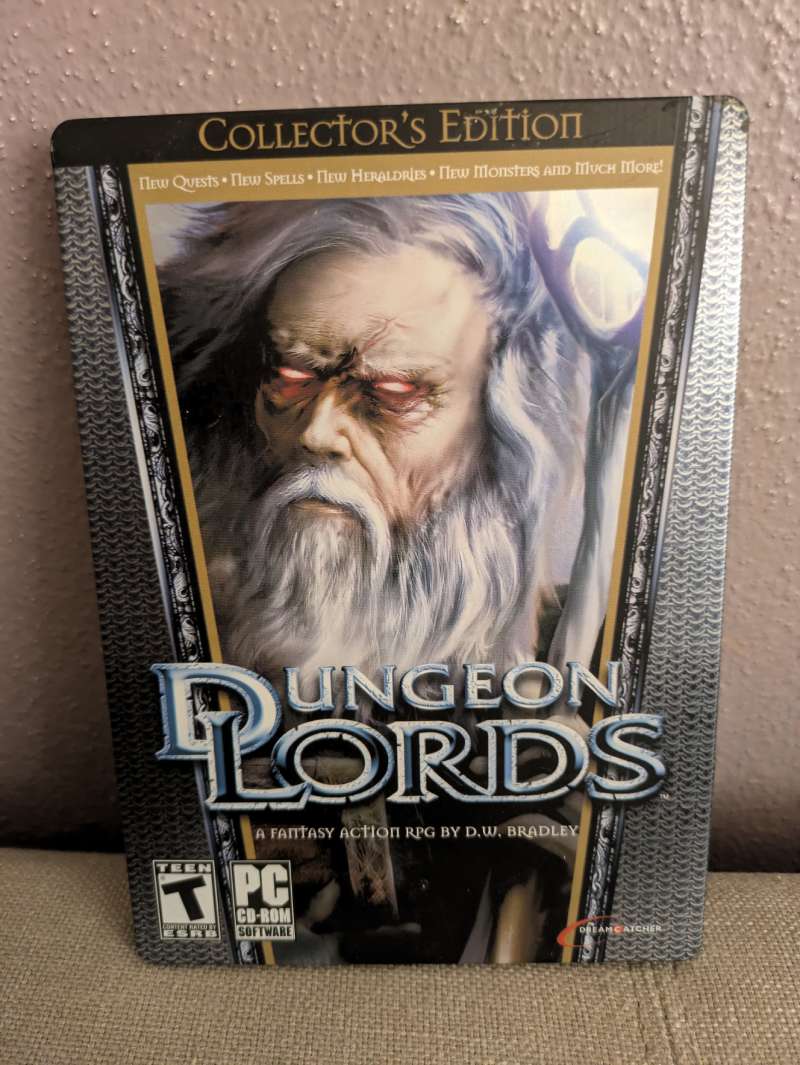 COLLECTOR'S EDITION
NEW QUESTS • NEW SPELLS • NEW HERALDRIES • NEW MONSTERS AND MUCH MORE!
DUNGEON
LORDS
™
A FANTASY ACTION RPG BY D.W. BRADLEY
TEEN
T
CONTENT RATED BY
ESRB
PC
CD-ROM
SOFTWARE
DREAMCATCHER